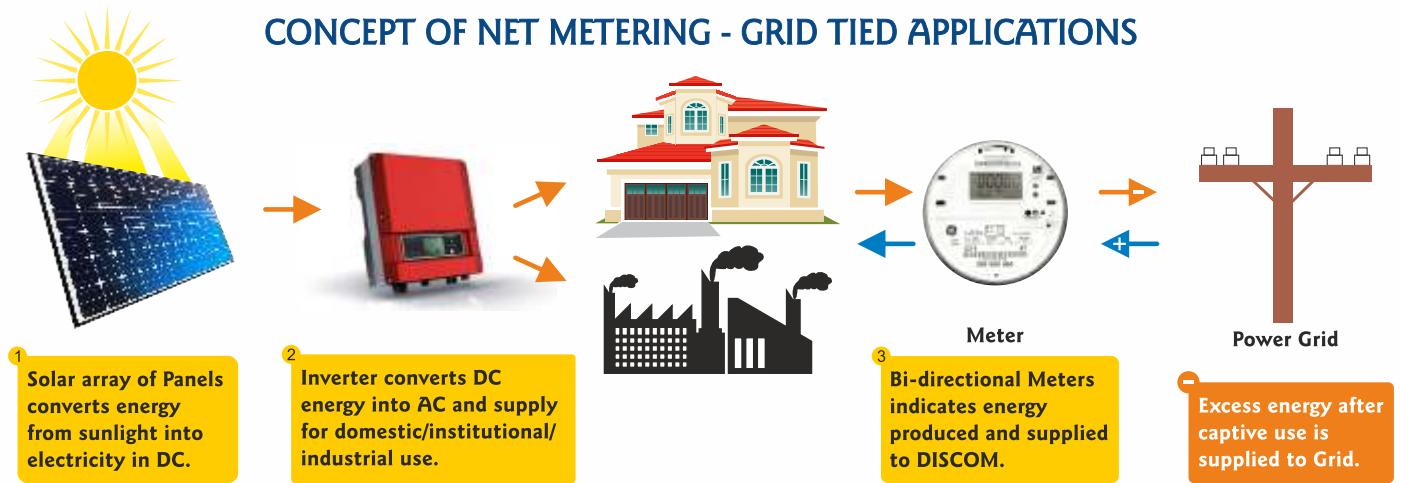 CONCEPT OF NET METERING - GRID TIED APPLICATIONS
-
+
Meter
Power Grid
1
Solar array of Panels
converts energy
from sunlight into
electricity in DC.
2
Inverter converts DC
energy into AC and supply
for domestic/institutional/
industrial use.
3
Bi-directional Meters
indicates energy
produced and supplied
to DISCOM.
-
Excess energy after
captive use is
supplied to Grid.